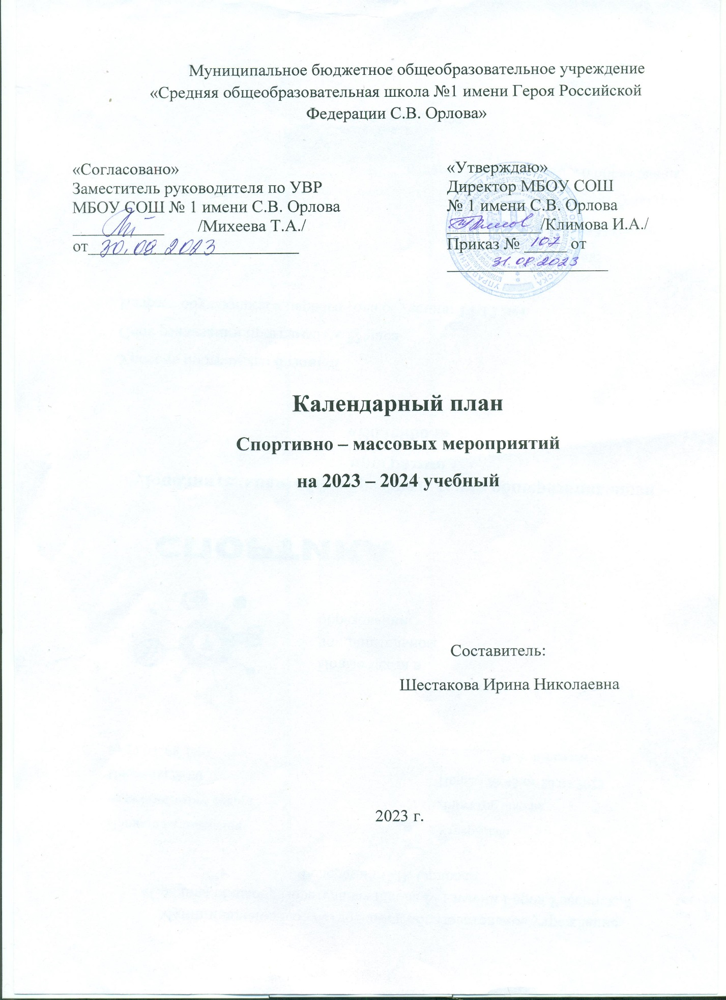 Муниципальное бюджетное общеобразовательное учреждение
«Средняя общеобразовательная школа №1 имени Героя Российской
Федерации С.В. Орлова»
«Согласовано»
Заместитель руководителя по УВР
МБОУ СОШ № 1 имени С.В. Орлова
___________ /Михеева Т.А./
от 30.08 2023
«Утверждаю»
Директор МБОУ СОШ
№ 1 имени С.В. Орлова
___________/Климова И.А./
Приказ № 107 от
31.08.2023
Календарный план
Спортивно – массовых мероприятий
на 2023 – 2024 учебный
Составитель:
Шестакова Ирина Николаевна
2023 г.